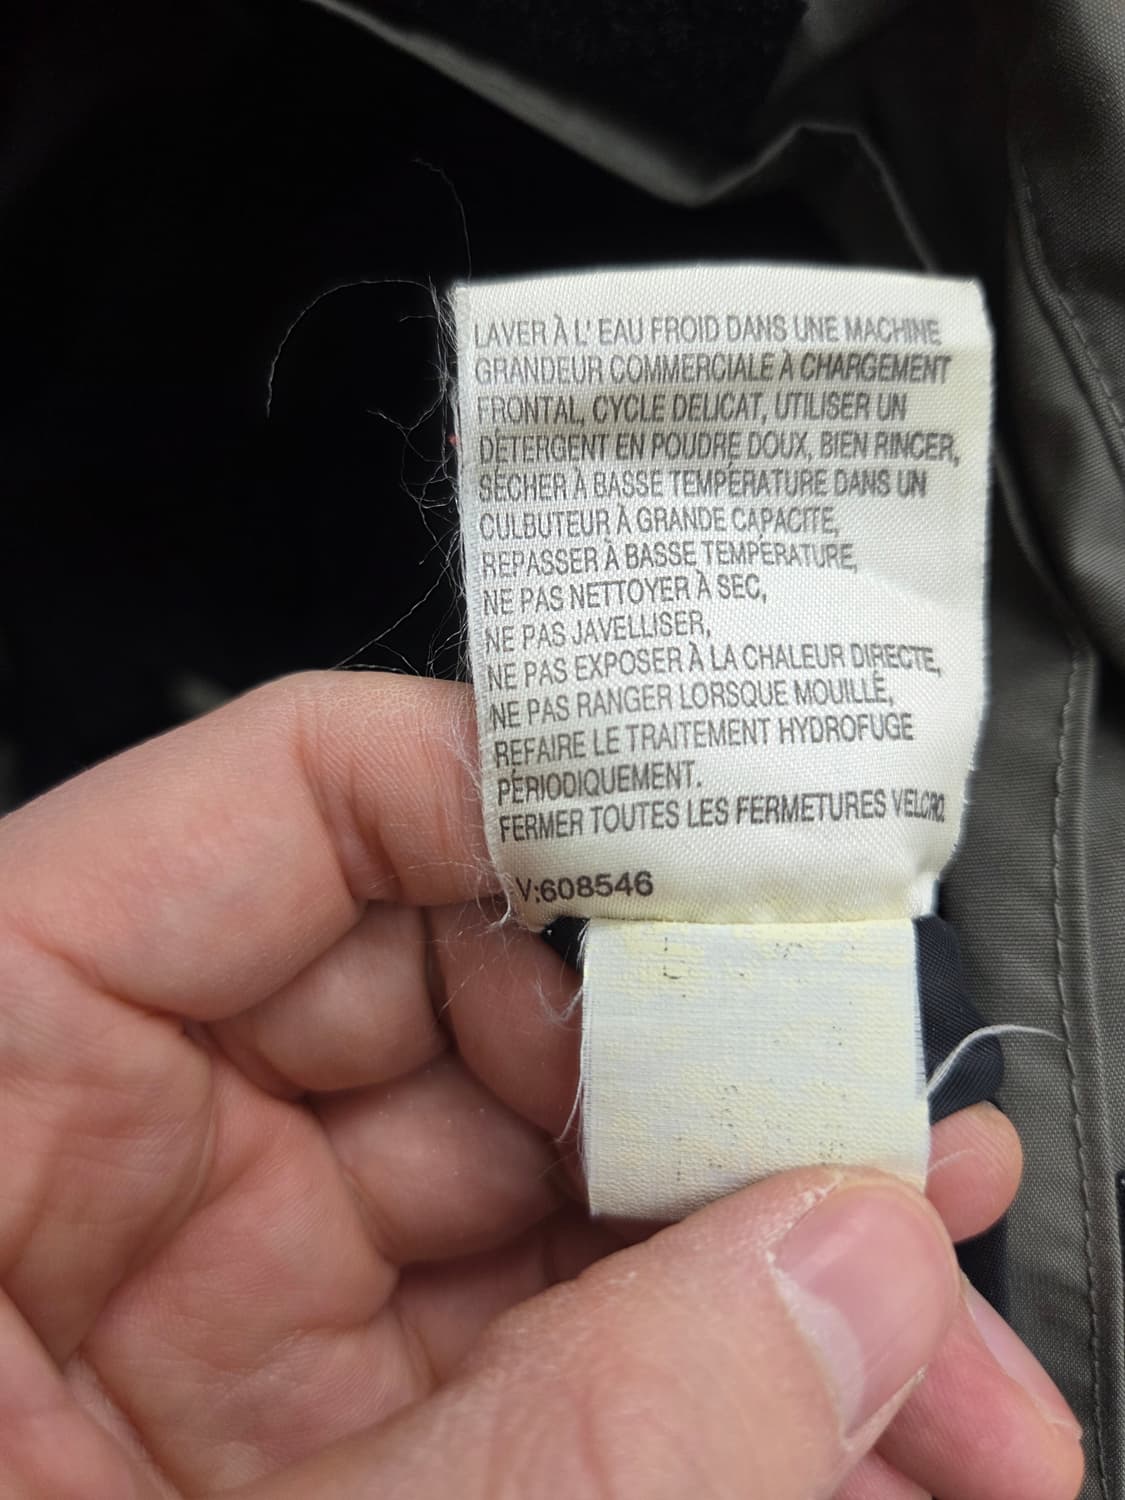 LAVER À L' EAU FROID DANS UNE MACHINE
GRANDEUR COMMERCIALE À CHARGEMENT
FRONTAL, CYCLE DELICAT, UTILISER UN
DÉTERGENT EN POUDRE DOUX, BIEN RINCER,
SÉCHER À BASSE TEMPÉRATURE DANS UN
CULBUTEUR À GRANDE CAPACITE,
REPASSER À BASSE TEMPÉRATURE,
NE PAS NETTOYER À SEC,
NE PAS JAVELLISER,
NE PAS EXPOSER À LA CHALEUR DIRECTE,
NE PAS RANGER LORSQUE MOUILLÉ,
REFAIRE LE TRAITEMENT HYDROFUGE
PÉRIODIQUEMENT.
FERMER TOUTES LES FERMETURES VELCRO.
V:608546